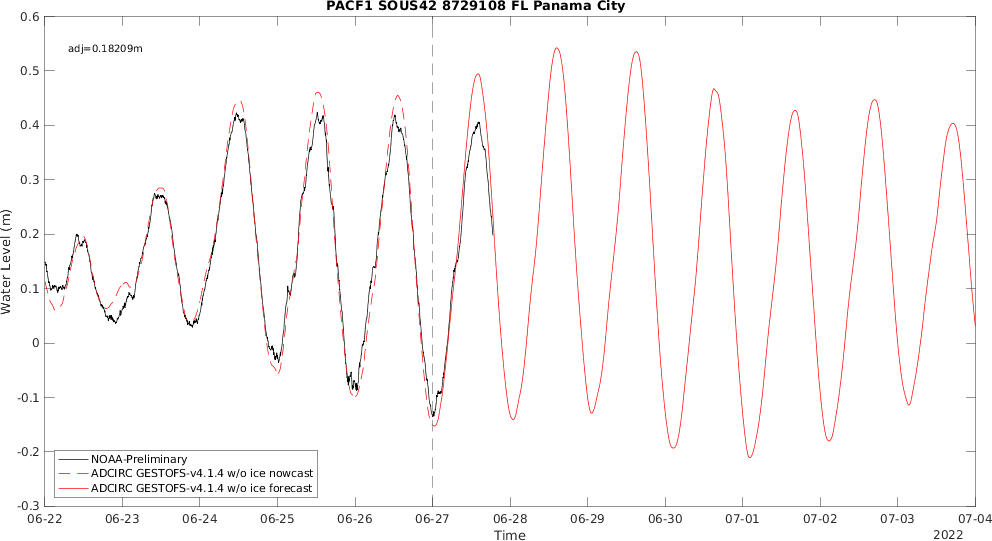 PACF1 SOUS42 8729108 FL Panama City
adj=0.18209m
0.6
0.5
0.4
0.3
0.2
0.1
0
-0.1
-0.2
-0.3
Water Level (m)
NOAA-Preliminary
ADCIRC GESTOFS-v4.1.4 w/o ice nowcast
ADCIRC GESTOFS-v4.1.4 w/o ice forecast
06-22 06-23 06-24 06-25 06-26 06-27 06-28 06-29 06-30 07-01 07-02 07-03 07-04
Time
2022